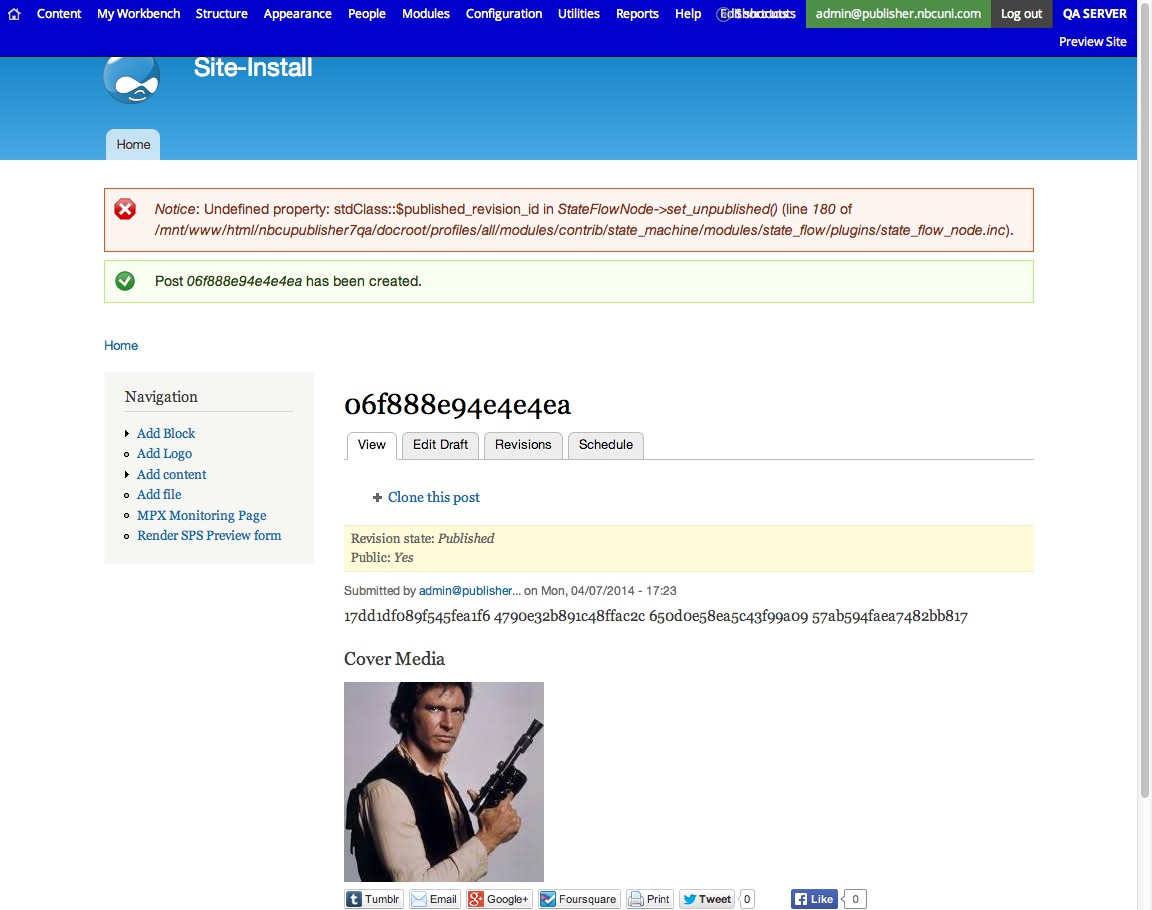 Content My Workbench Structure Appearance People Modules Configuration Utilities Reports Help Edit shortcuts admin@publisher.nbcuni.com Log out QA SERVER
Preview Site
Site-Install
Home
Notice: Undefined property: stdClass::$published_revision_id in StateFlowNode->set_unpublished() (line 180 of
/mnt/www/html/nbcupublisher7qa/docroot/profiles/all/modules/contrib/state_machine/modules/state_flow/plugins/state_flow_node.inc).
Post 06f888e94e4e4ea has been created.
Home
Navigation
Add Block
Add Logo
Add content
Add file
MPX Monitoring Page
Render SPS Preview form
06f888e94e4e4ea
View Edit Draft Revisions Schedule
Clone this post
Revision state: Published
Public: Yes
Submitted by admin@publisher... on Mon, 04/07/2014 - 17:23
17dd1df089f545fea1f6 4790e32b891c48ffac2c 650d0e58ea5c43f99a09 57ab594faea7482bb817
Cover Media
Tumblr Email Google+ Foursquare Print Tweet 0 Like 0